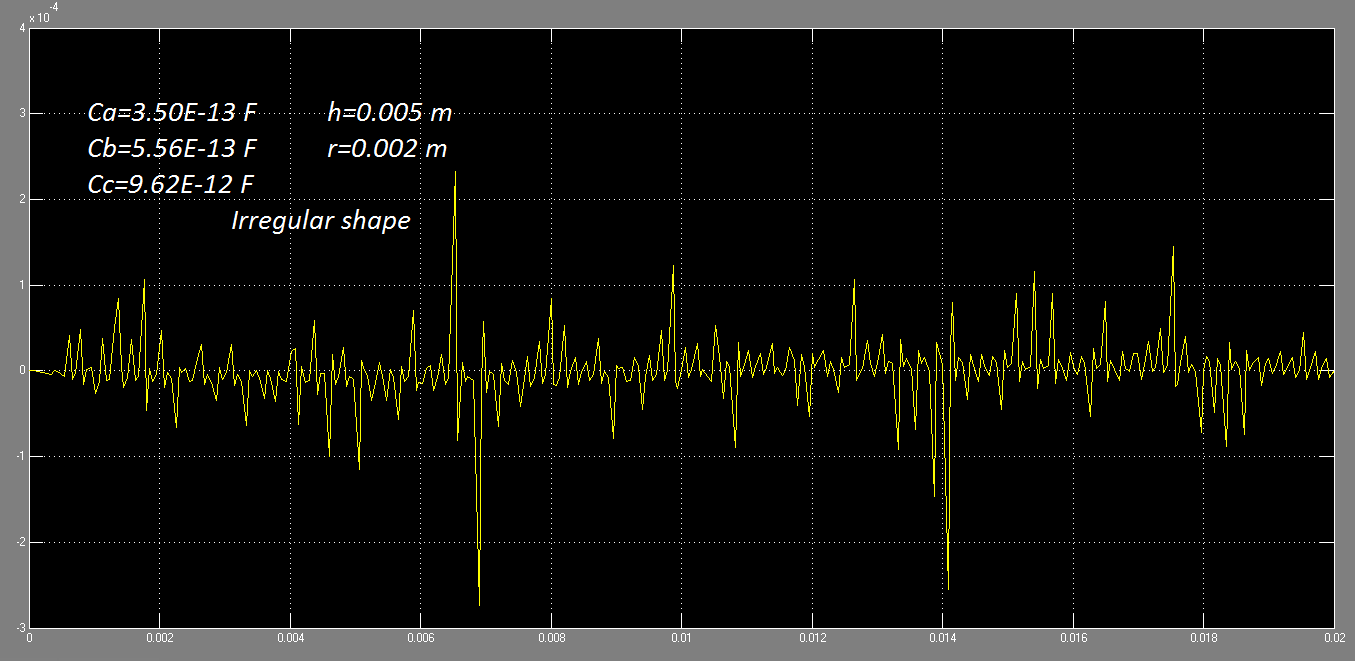 x10^-4
4
Ca=3.50E-13 F h=0.005 m
3
Cb=5.56E-13 F r=0.002 m
Cc=9.62E-12 F
2
Irregular shape
1
0
-1
-2
-3
0 0.002 0.004 0.006 0.008 0.01 0.012 0.014 0.016 0.018 0.02